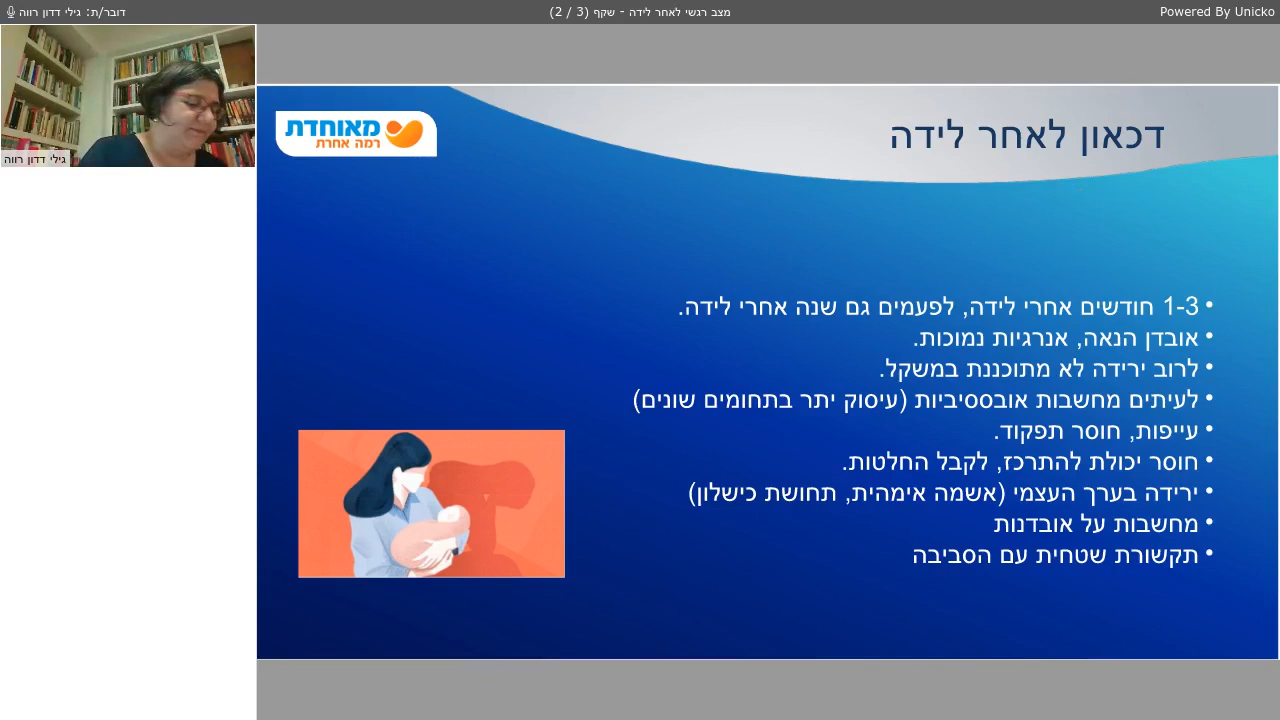 דובר/ת: גילי דדון רווה
מצב רגשי לאחר לידה - שקף (3 / 2)
Powered By Unicko
גילי דדון רווה
מאוחדת
רמה אחרת
דכאון לאחר לידה
• 1-3 חודשים אחרי לידה, לפעמים גם שנה אחרי לידה.
• אובדן הנאה, אנרגיות נמוכות.
• לרוב ירידה לא מתוכננת במשקל.
• לעיתים מחשבות אובססיביות (עיסוק יתר בתחומים שונים)
• עייפות, חוסר תפקוד.
• חוסר יכולת להתרכז, לקבל החלטות.
• ירידה בערך העצמי (אשמה אימהית, תחושת כישלון)
• מחשבות על אובדנות
• תקשורת שטחית עם הסביבה